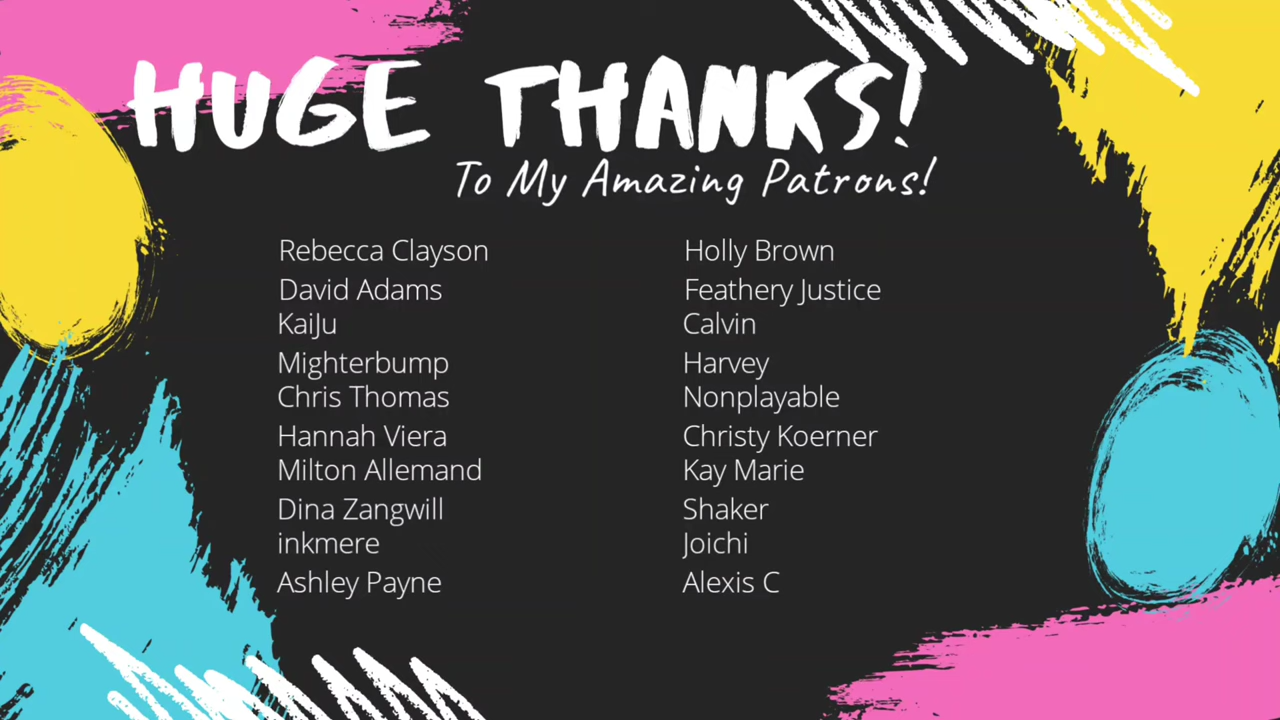 HUGE THANKS!
To My Amazing Patrons!
Rebecca Clayson
David Adams
KaiJu
Mighterbump
Chris Thomas
Hannah Viera
Milton Allemand
Dina Zangwill
inkmere
Ashley Payne
Holly Brown
Feathery Justice
Calvin
Harvey
Nonplayable
Christy Koerner
Kay Marie
Shaker
Joichi
Alexis C